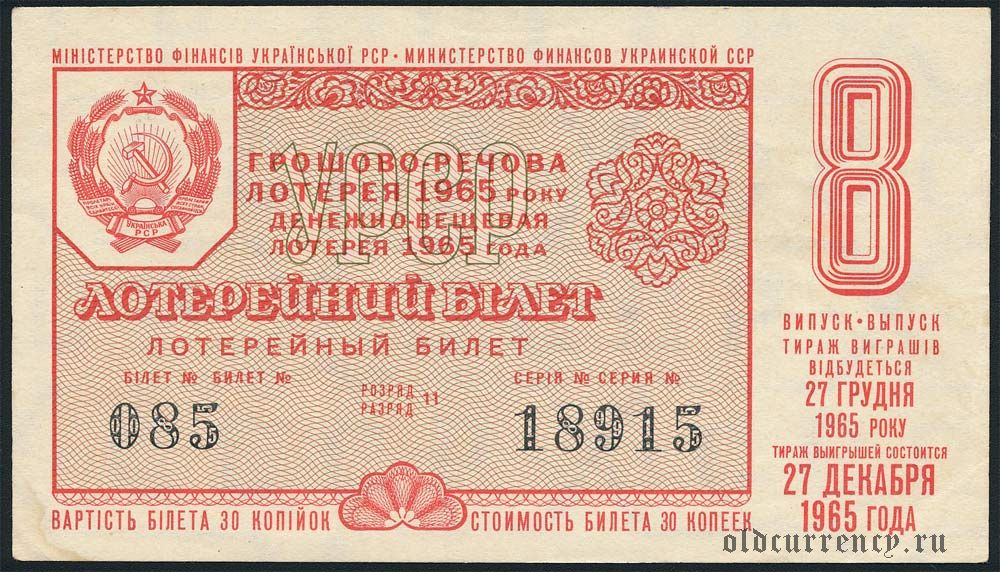 МІНІСТЕРСТВО ФІНАНСІВ УКРАЇНСЬКОЇ РСР • МИНИСТЕРСТВО ФИНАНСОВ УКРАИНСКОЙ ССР
УКРАЇНСЬКА
РСР
УРСР
ГРОШОВО-РЕЧОВА
ЛОТЕРЕЯ 1965 РОКУ
ДЕНЕЖНО-ВЕЩЕВАЯ
ЛОТЕРЕЯ 1965 ГОДА
ЛОТЕРЕЙНИЙ БІЛЕТ
ЛОТЕРЕЙНЫЙ БИЛЕТ
БІЛЕТ № БИЛЕТ №
085
РОЗРЯД
РАЗРЯД 11
СЕРІЯ № СЕРИЯ №
18915
ВАРТІСТЬ БІЛЕТА 30 КОПІЙОК
СТОИМОСТЬ БИЛЕТА 30 КОПЕЕК
8
ВИПУСК • ВЫПУСК
ТИРАЖ ВИГРАШІВ
ВІДБУДЕТЬСЯ
27 ГРУДНЯ
1965 РОКУ
ТИРАЖ ВЫИГРЫШЕЙ СОСТОИТСЯ
27 ДЕКАБРЯ
1965 ГОДА
oldcurrency.ru